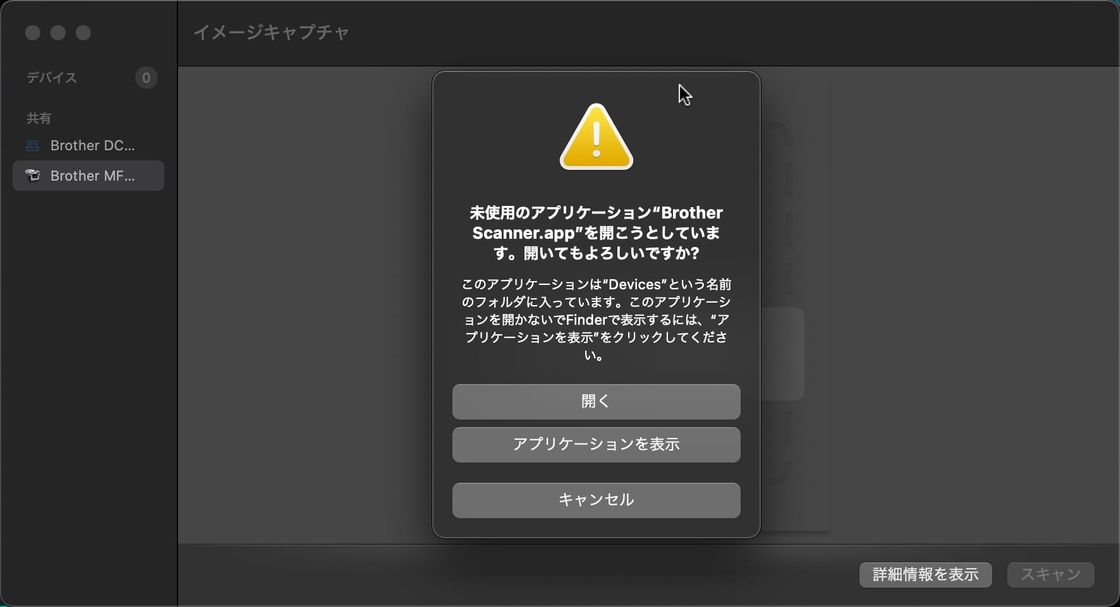 イメージキャプチャ
デバイス 0
共有
Brother DC...
Brother MF...
未使用のアプリケーション“Brother
Scanner.app”を開こうとしていま
す。開いてもよろしいですか?
このアプリケーションは“Devices”という名前
のフォルダに入っています。このアプリケーシ
ョンを開かないでFinderで表示するには、“ア
プリケーションを表示”をクリックしてくださ
い。
開く
アプリケーションを表示
キャンセル
詳細情報を表示 スキャン